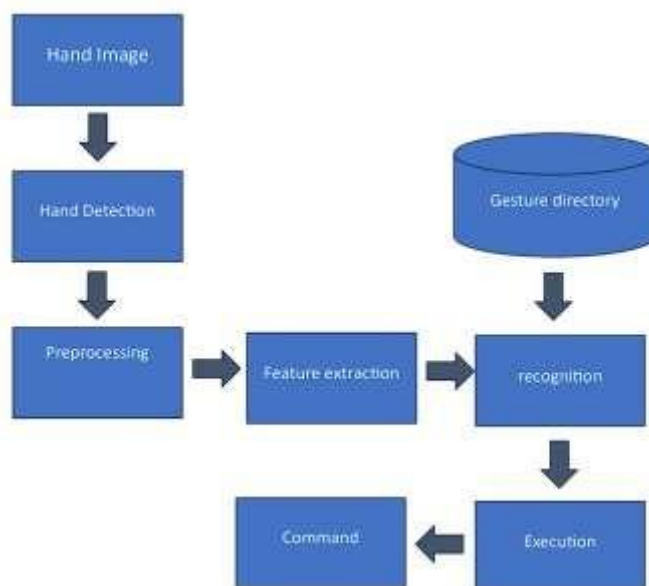 Hand Image
Hand Detection
Gesture directory
Preprocessing
Feature extraction
recognition
Command
Execution